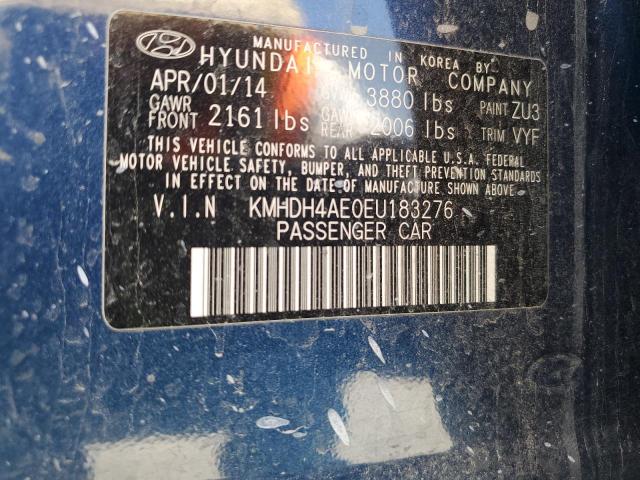 MANUFACTURED IN KOREA BY
HYUNDAI MOTOR COMPANY
APR/01/14 3880 lbs PAINT ZU3
GAWR FRONT 2161 lbs GAWR REAR 2006 lbs TRIM VYF
THIS VEHICLE CONFORMS TO ALL APPLICABLE U.S.A. FEDERAL
MOTOR VEHICLE SAFETY, BUMPER, AND THEFT PREVENTION STANDARDS
IN EFFECT ON THE DATE OF MANUFACTURE SHOWN ABOVE.
V.I.N KMHDH4AE0EU183276
PASSENGER CAR